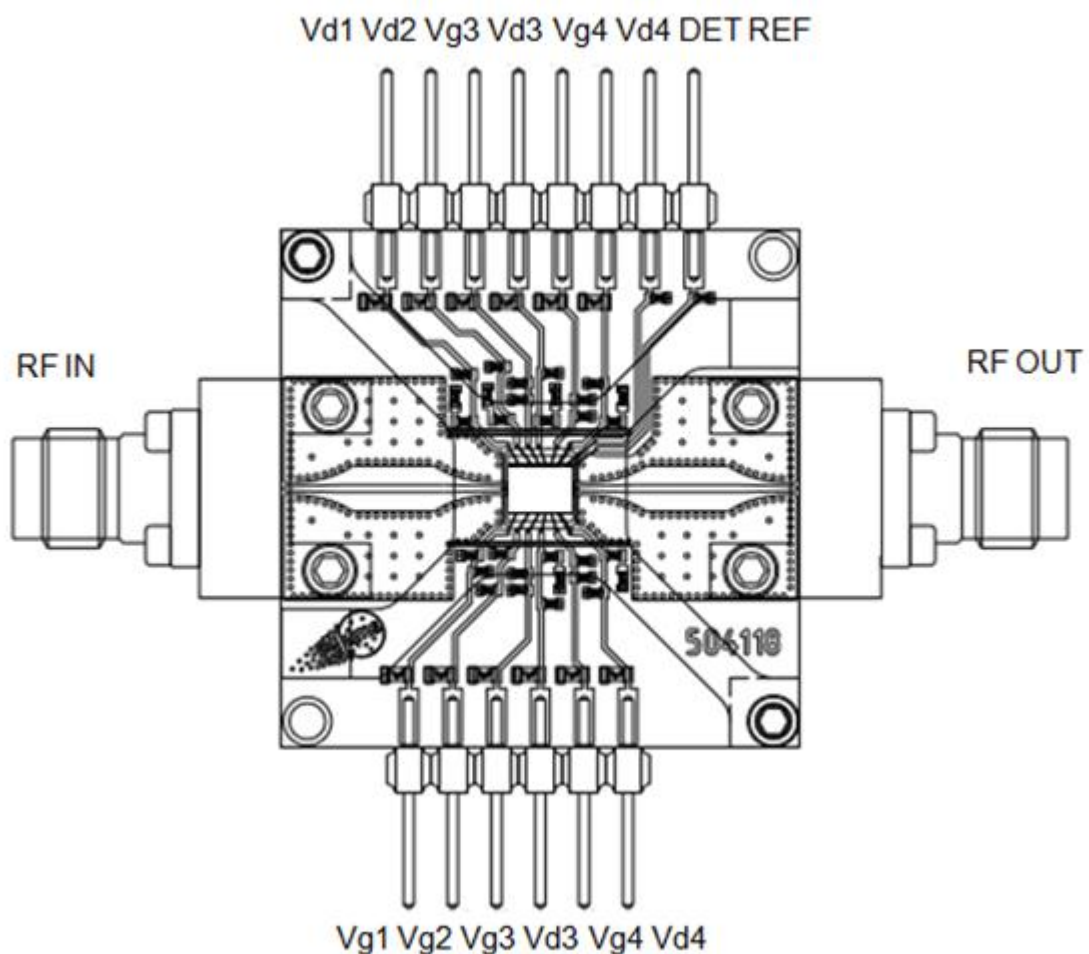 Vd1 Vd2 Vg3 Vd3 Vg4 Vd4 DET REF
RF IN
RF OUT
504118
Vg1 Vg2 Vg3 Vd3 Vg4 Vd4